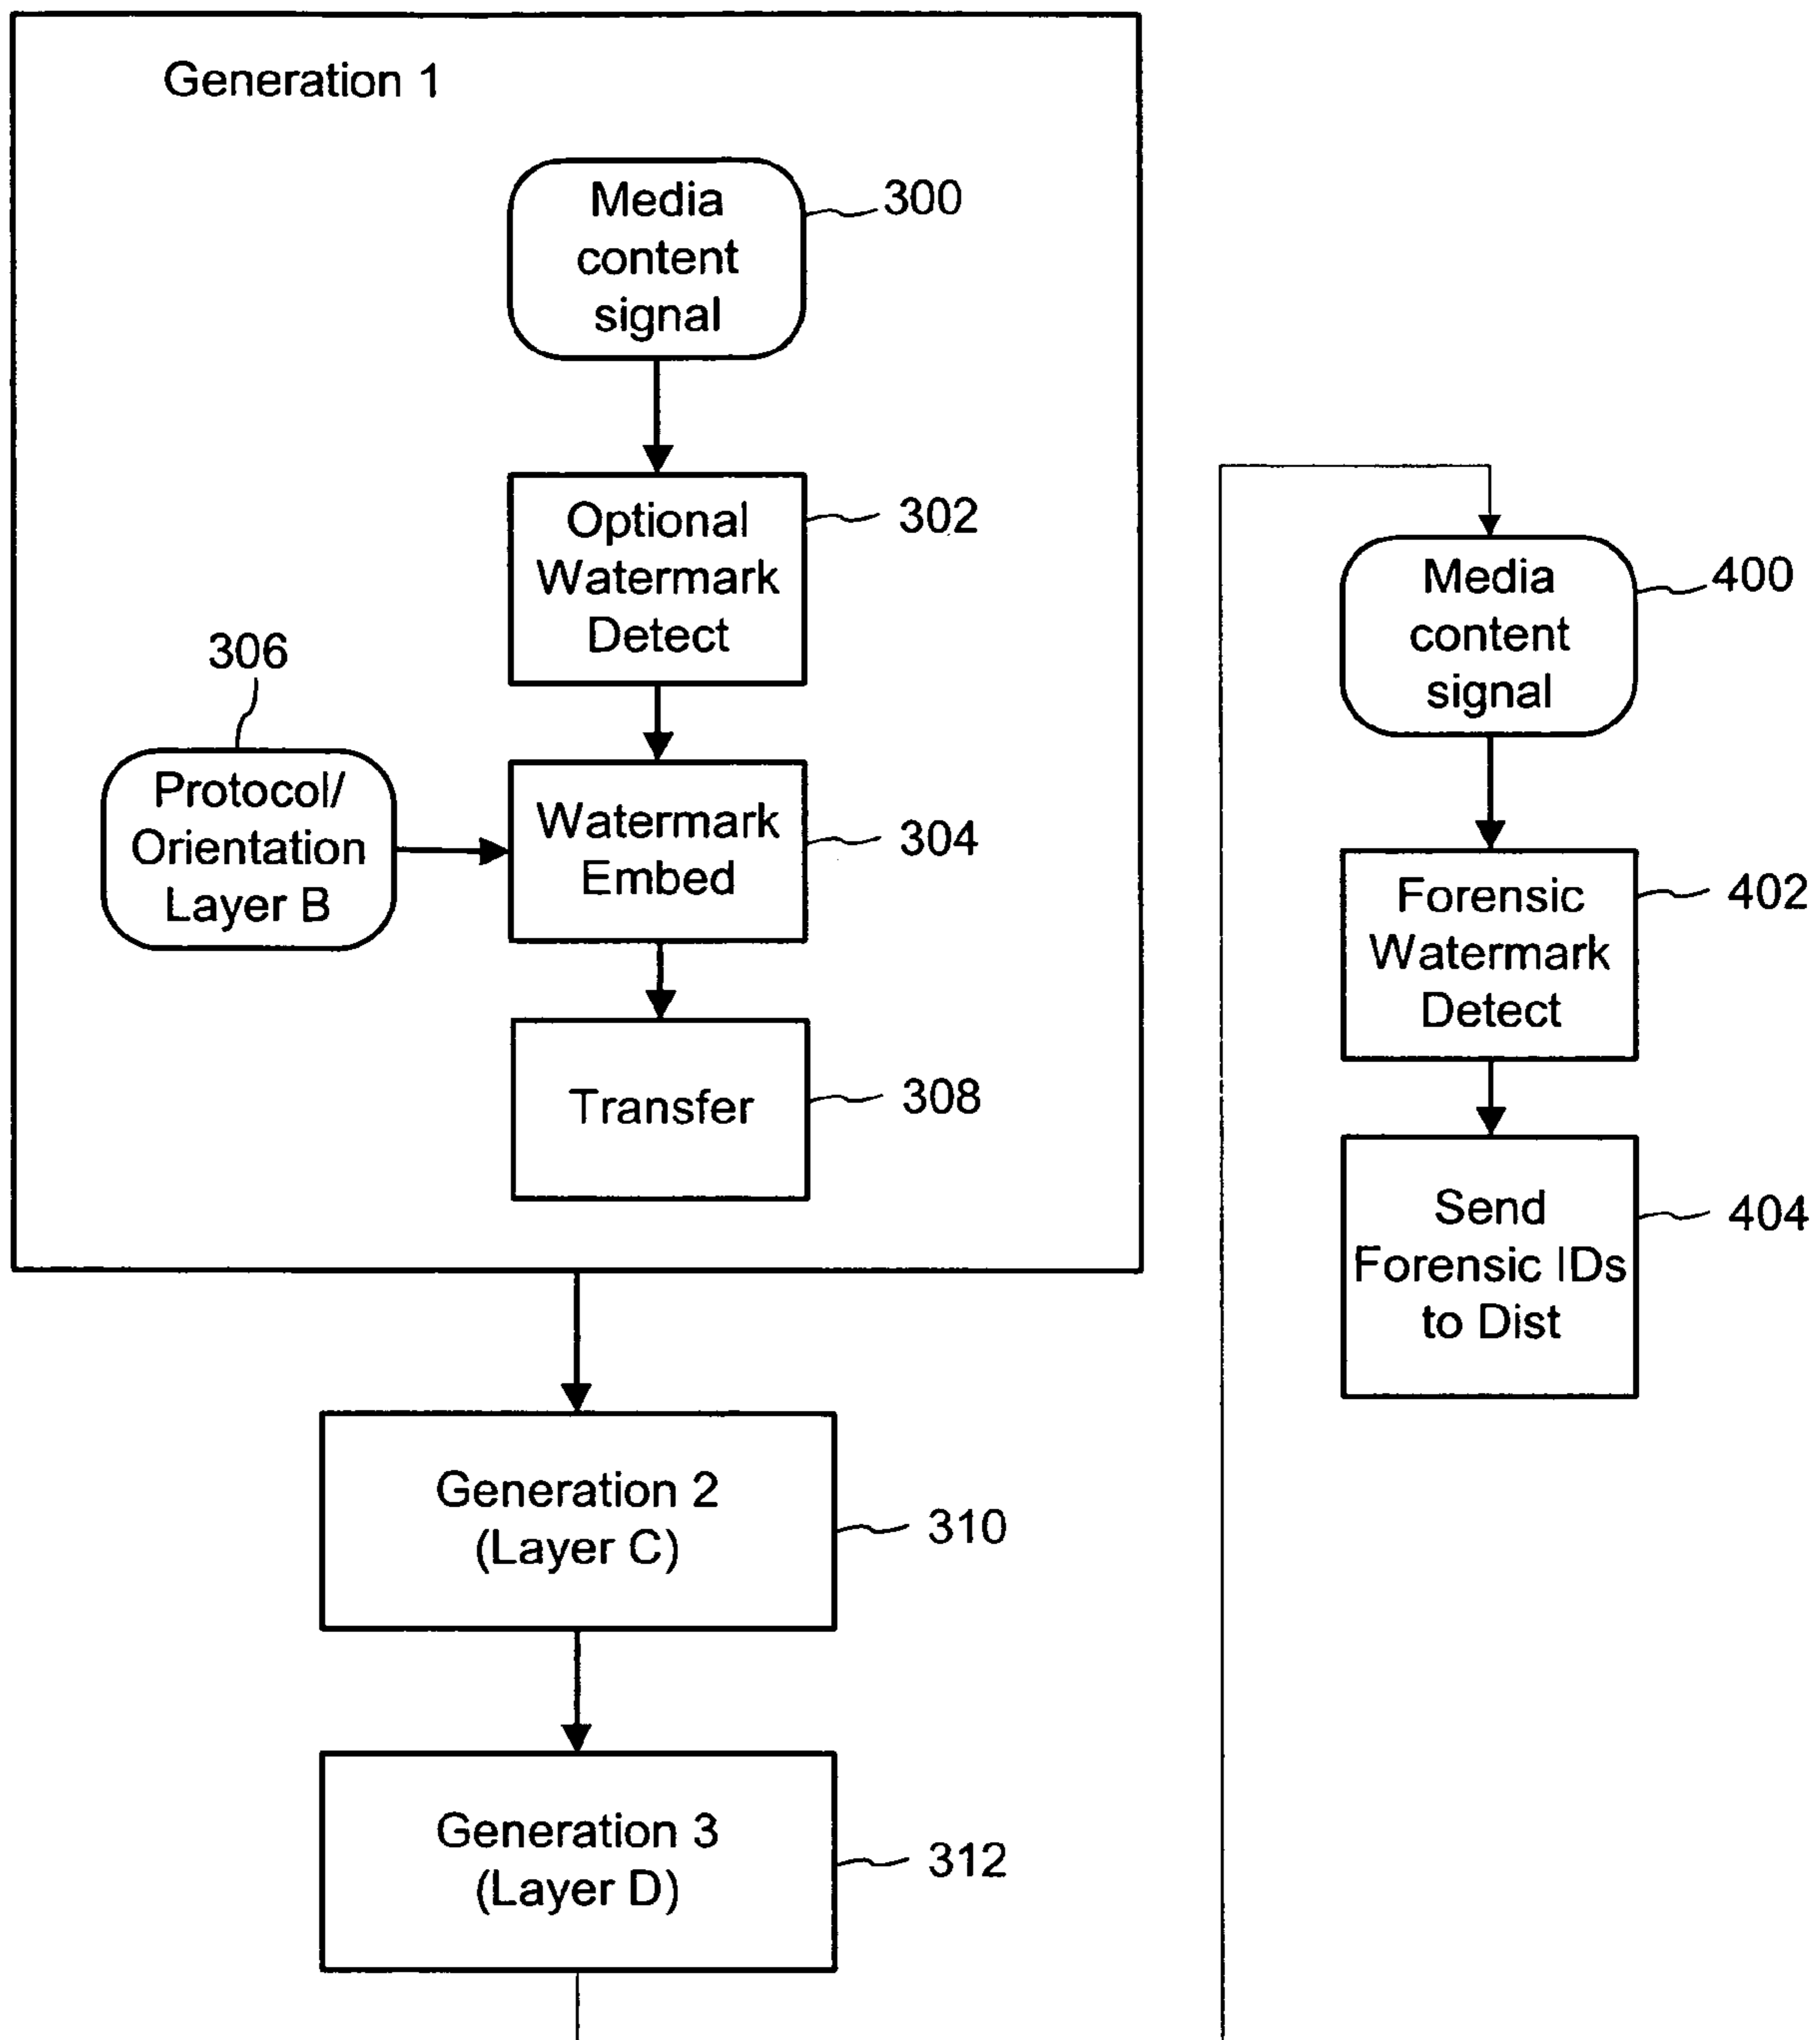 Generation 1
Media
content
signal
300
Optional
Watermark
Detect
302
306
Protocol/
Orientation
Layer B
Watermark
Embed
304
Transfer
308
Generation 2
(Layer C)
310
Generation 3
(Layer D)
312
Media
content
signal
400
Forensic
Watermark
Detect
402
Send
Forensic IDs
to Dist
404